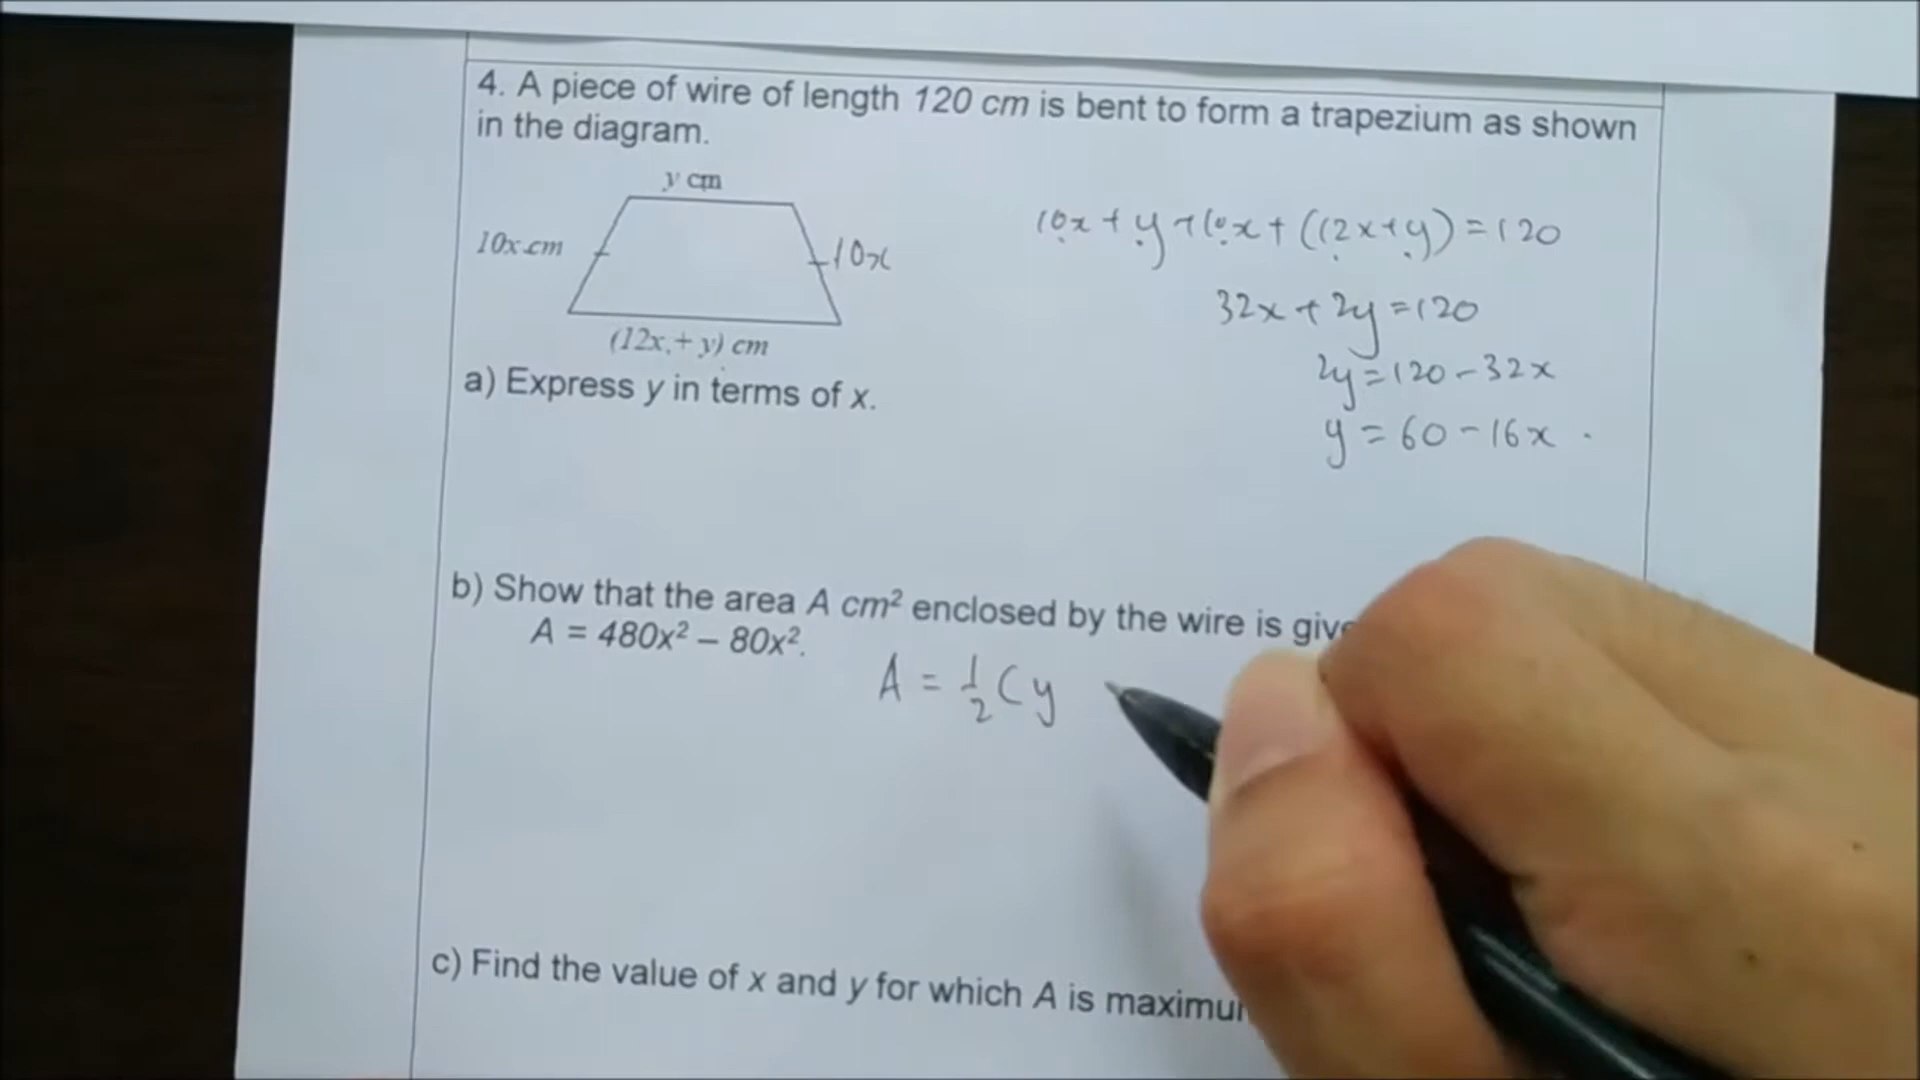 4. A piece of wire of length 120 cm is bent to form a trapezium as shown
in the diagram.
y cm
10x cm
10x
(12x + y) cm
10x + y + 10x + (12x + y) = 120
32x + 2y = 120
2y = 120 - 32x
y = 60 - 16x
a) Express y in terms of x.
b) Show that the area A cm² enclosed by the wire is
A = 480x² – 80x².
A = 1/2 (y
c) Find the value of x and y for which A is